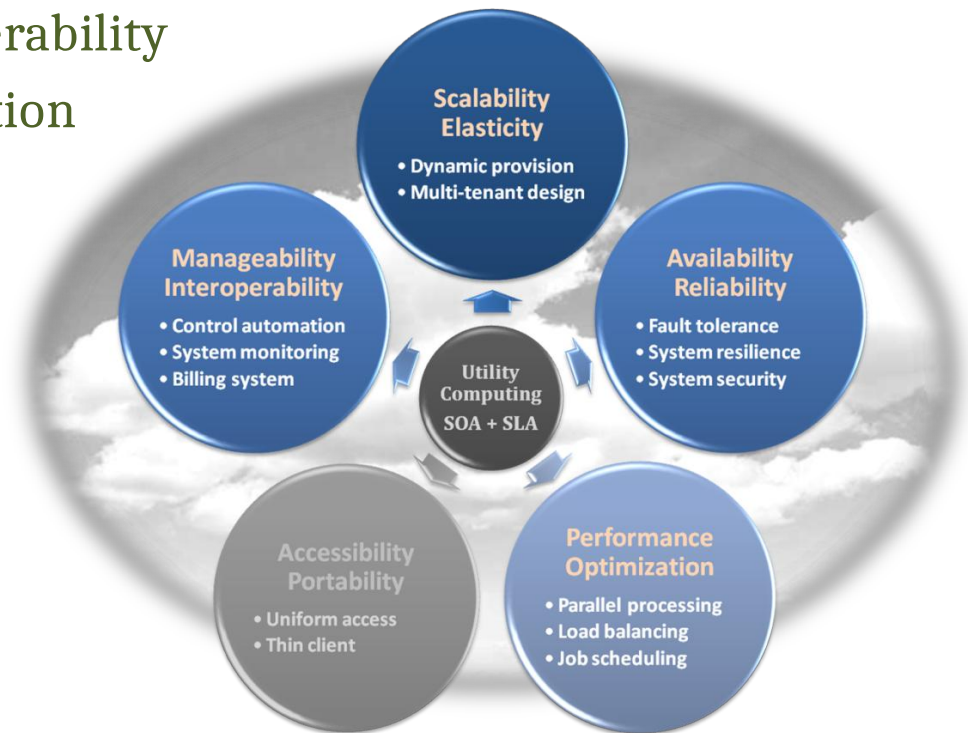 erability
tion
Scalability
Elasticity
• Dynamic provision
• Multi-tenant design
Manageability
Interoperability
• Control automation
• System monitoring
• Billing system
Availability
Reliability
• Fault tolerance
• System resilience
• System security
Utility
Computing
SOA + SLA
Accessibility
Portability
• Uniform access
• Thin client
Performance
Optimization
• Parallel processing
• Load balancing
• Job scheduling